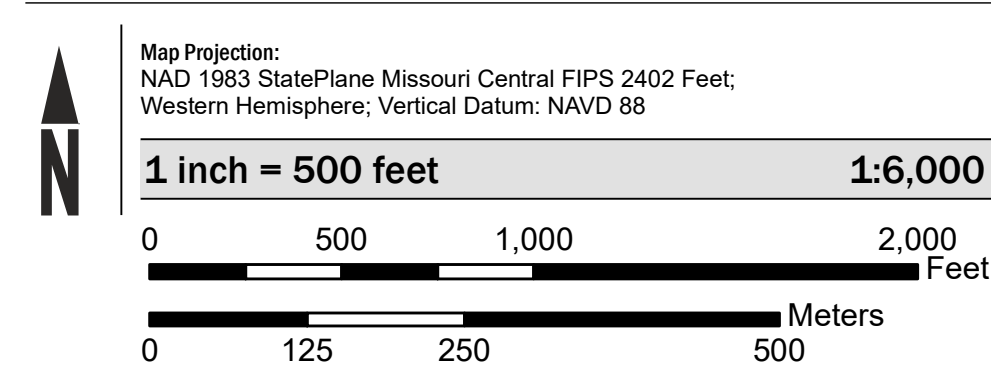 N
Map Projection:
NAD 1983 StatePlane Missouri Central FIPS 2402 Feet;
Western Hemisphere; Vertical Datum: NAVD 88
1 inch = 500 feet 1:6,000
0 500 1,000 2,000
Feet
Meters
0 125 250 500